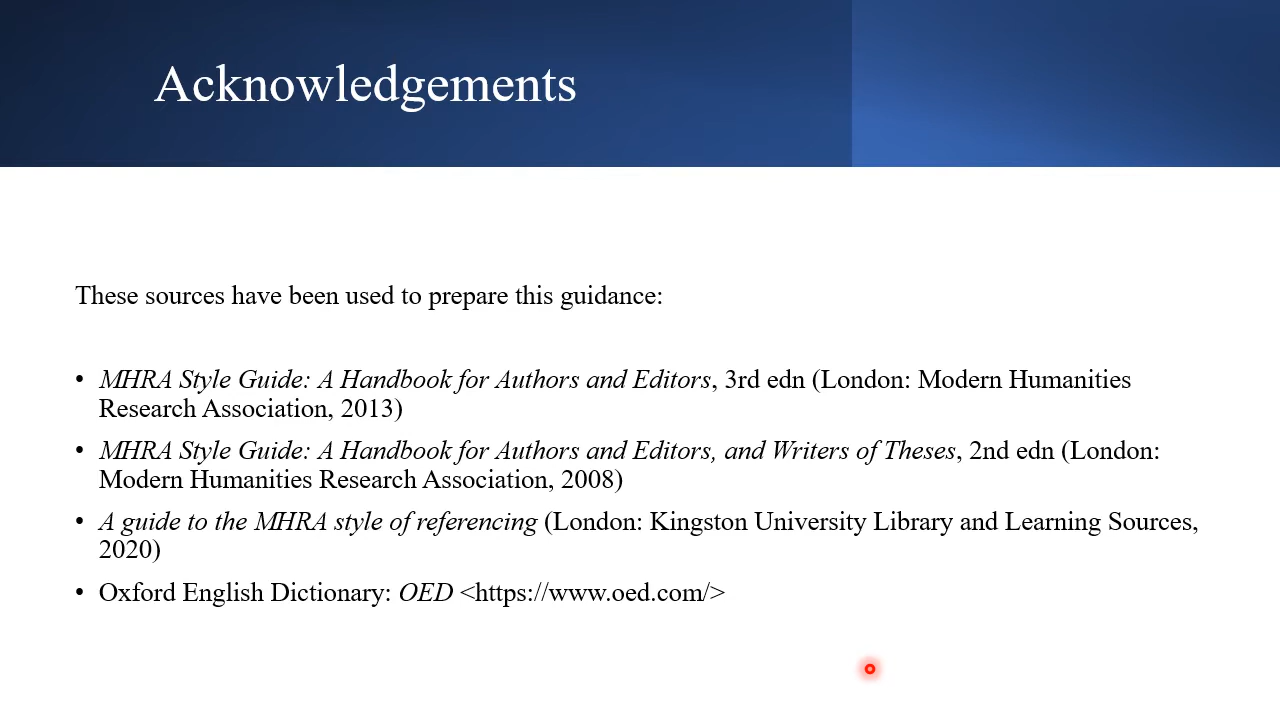 Acknowledgements
These sources have been used to prepare this guidance:
• MHRA Style Guide: A Handbook for Authors and Editors, 3rd edn (London: Modern Humanities
Research Association, 2013)
• MHRA Style Guide: A Handbook for Authors and Editors, and Writers of Theses, 2nd edn (London:
Modern Humanities Research Association, 2008)
• A guide to the MHRA style of referencing (London: Kingston University Library and Learning Sources,
2020)
• Oxford English Dictionary: OED <https://www.oed.com/>